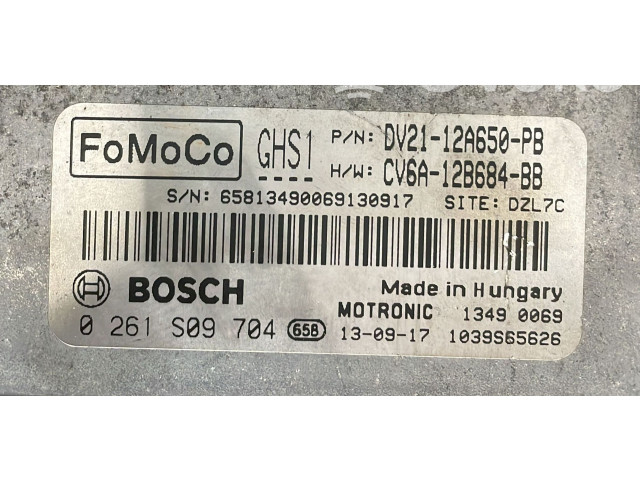 FoMoCo GHS1 P/N: DV21-12A650-PB
H/W: CV6A-12B684-BB
S/N: 65813490069130917 SITE: DZL7C
BOSCH Made in Hungary
MOTRONIC 1349 0069
0 261 S09 704 658 13-09-17 1039S65626